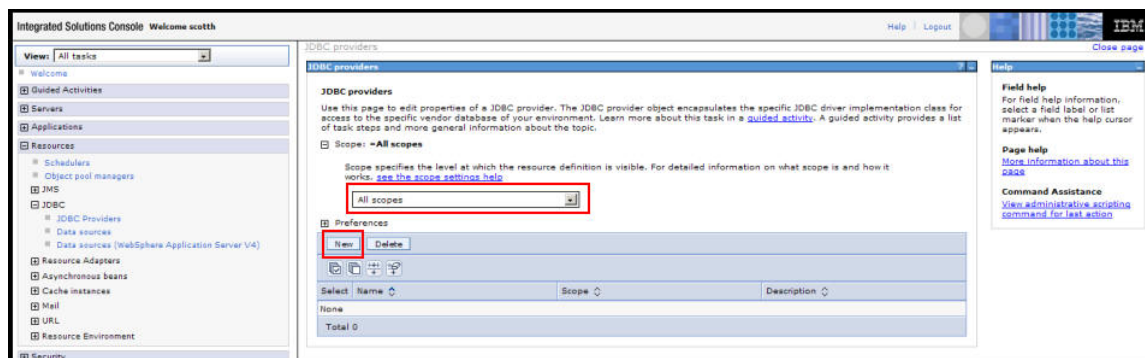 Integrated Solutions Console Welcome scotth
Help Logout
IBM
View: All tasks
Welcome
Guided Activities
Servers
Applications
Resources
Schedulers
Object pool managers
JMS
JDBC
JDBC Providers
Data sources
Data sources (WebSphere Application Server V4)
Resource Adapters
Asynchronous beans
Cache instances
Mail
URL
Resource Environment
Security
JDBC providers
Close page
JDBC providers
? -
JDBC providers
Use this page to edit properties of a JDBC provider. The JDBC provider object encapsulates the specific JDBC driver implementation class for
access to the specific vendor database of your environment. Learn more about this task in a guided activity. A guided activity provides a list
of task steps and more general information about the topic.
Scope: =All scopes
Scope specifies the level at which the resource definition is visible. For detailed information on what scope is and how it
works, see the scope settings help
All scopes
Preferences
New Delete
Select Name Scope Description
None
Total 0
Help
Field help
For field help information,
select a field label or list
marker when the help cursor
appears.
Page help
More information about this
page
Command Assistance
View administrative scripting
command for last action